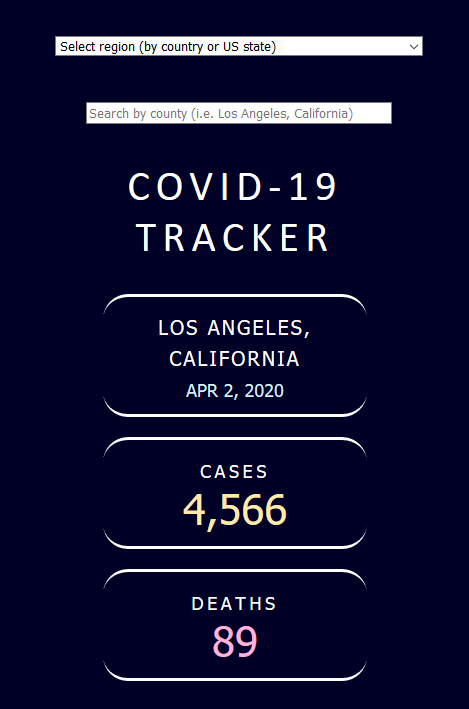 Select region (by country or US state)
Search by county (i.e. Los Angeles, California)
COVID-19
TRACKER
LOS ANGELES,
CALIFORNIA
APR 2, 2020
CASES
4,566
DEATHS
89